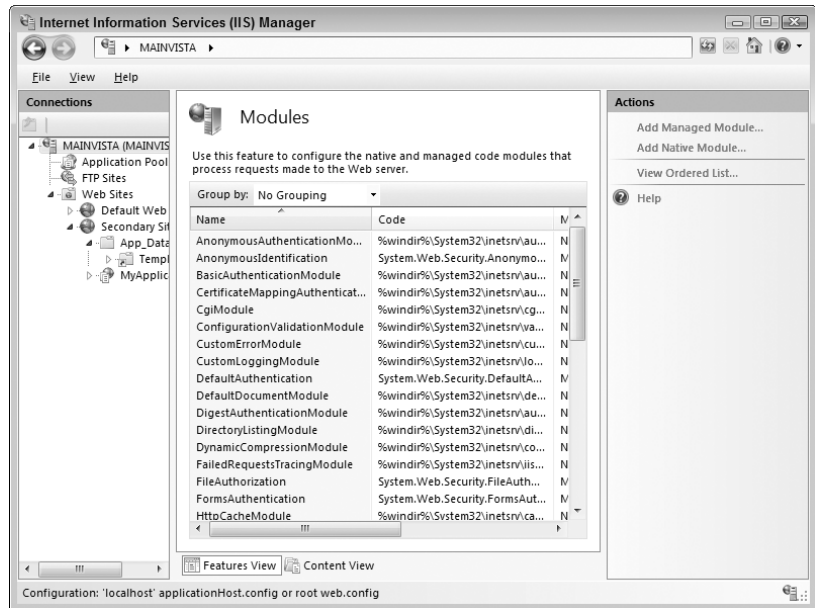 Internet Information Services (IIS) Manager
MAINVISTA
File View Help
Connections
MAINVISTA (MAINVIS
Application Pool
FTP Sites
Web Sites
Default Web
Secondary Sit
App_Data
Templ
MyApplic
Modules
Use this feature to configure the native and managed code modules that
process requests made to the Web server.
Group by: No Grouping
Name Code M
AnonymousAuthenticationMo... %windir%\System32\inetsrv\au... N
AnonymousIdentification System.Web.Security.Anonymo... M
BasicAuthenticationModule %windir%\System32\inetsrv\au... N
CertificateMappingAuthenticat... %windir%\System32\inetsrv\au... N
CgiModule %windir%\System32\inetsrv\cg... N
ConfigurationValidationModule %windir%\System32\inetsrv\va... N
CustomErrorModule %windir%\System32\inetsrv\cu... N
CustomLoggingModule %windir%\System32\inetsrv\lo... N
DefaultAuthentication System.Web.Security.DefaultA... M
DefaultDocumentModule %windir%\System32\inetsrv\de... N
DigestAuthenticationModule %windir%\System32\inetsrv\au... N
DirectoryListingModule %windir%\System32\inetsrv\di... N
DynamicCompressionModule %windir%\System32\inetsrv\co... N
FailedRequestsTracingModule %windir%\System32\inetsrv\iis... N
FileAuthorization System.Web.Security.FileAuth... M
FormsAuthentication System.Web.Security.FormsAut... M
HttpCacheModule %windir%\System32\inetsrv\ca... N
Features View Content View
Actions
Add Managed Module...
Add Native Module...
View Ordered List...
Help
Configuration: 'localhost' applicationHost.config or root web.config